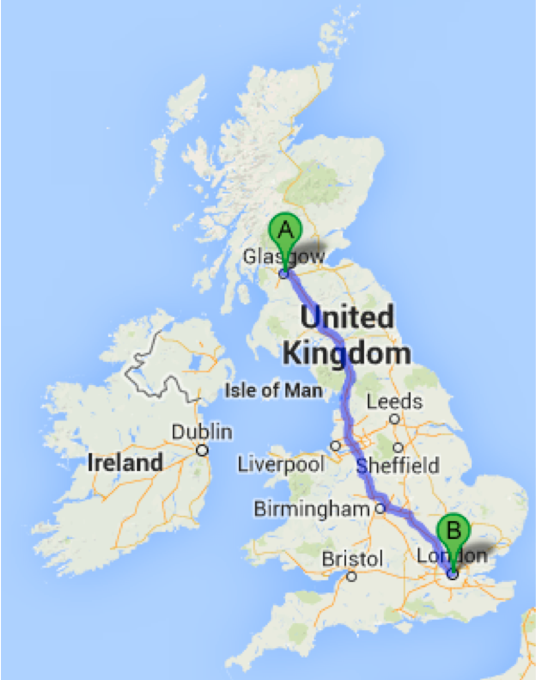 A
Glasgow
United
Kingdom
Isle of Man
Leeds
Dublin
Ireland
Liverpool
Sheffield
Birmingham
B
London
Bristol